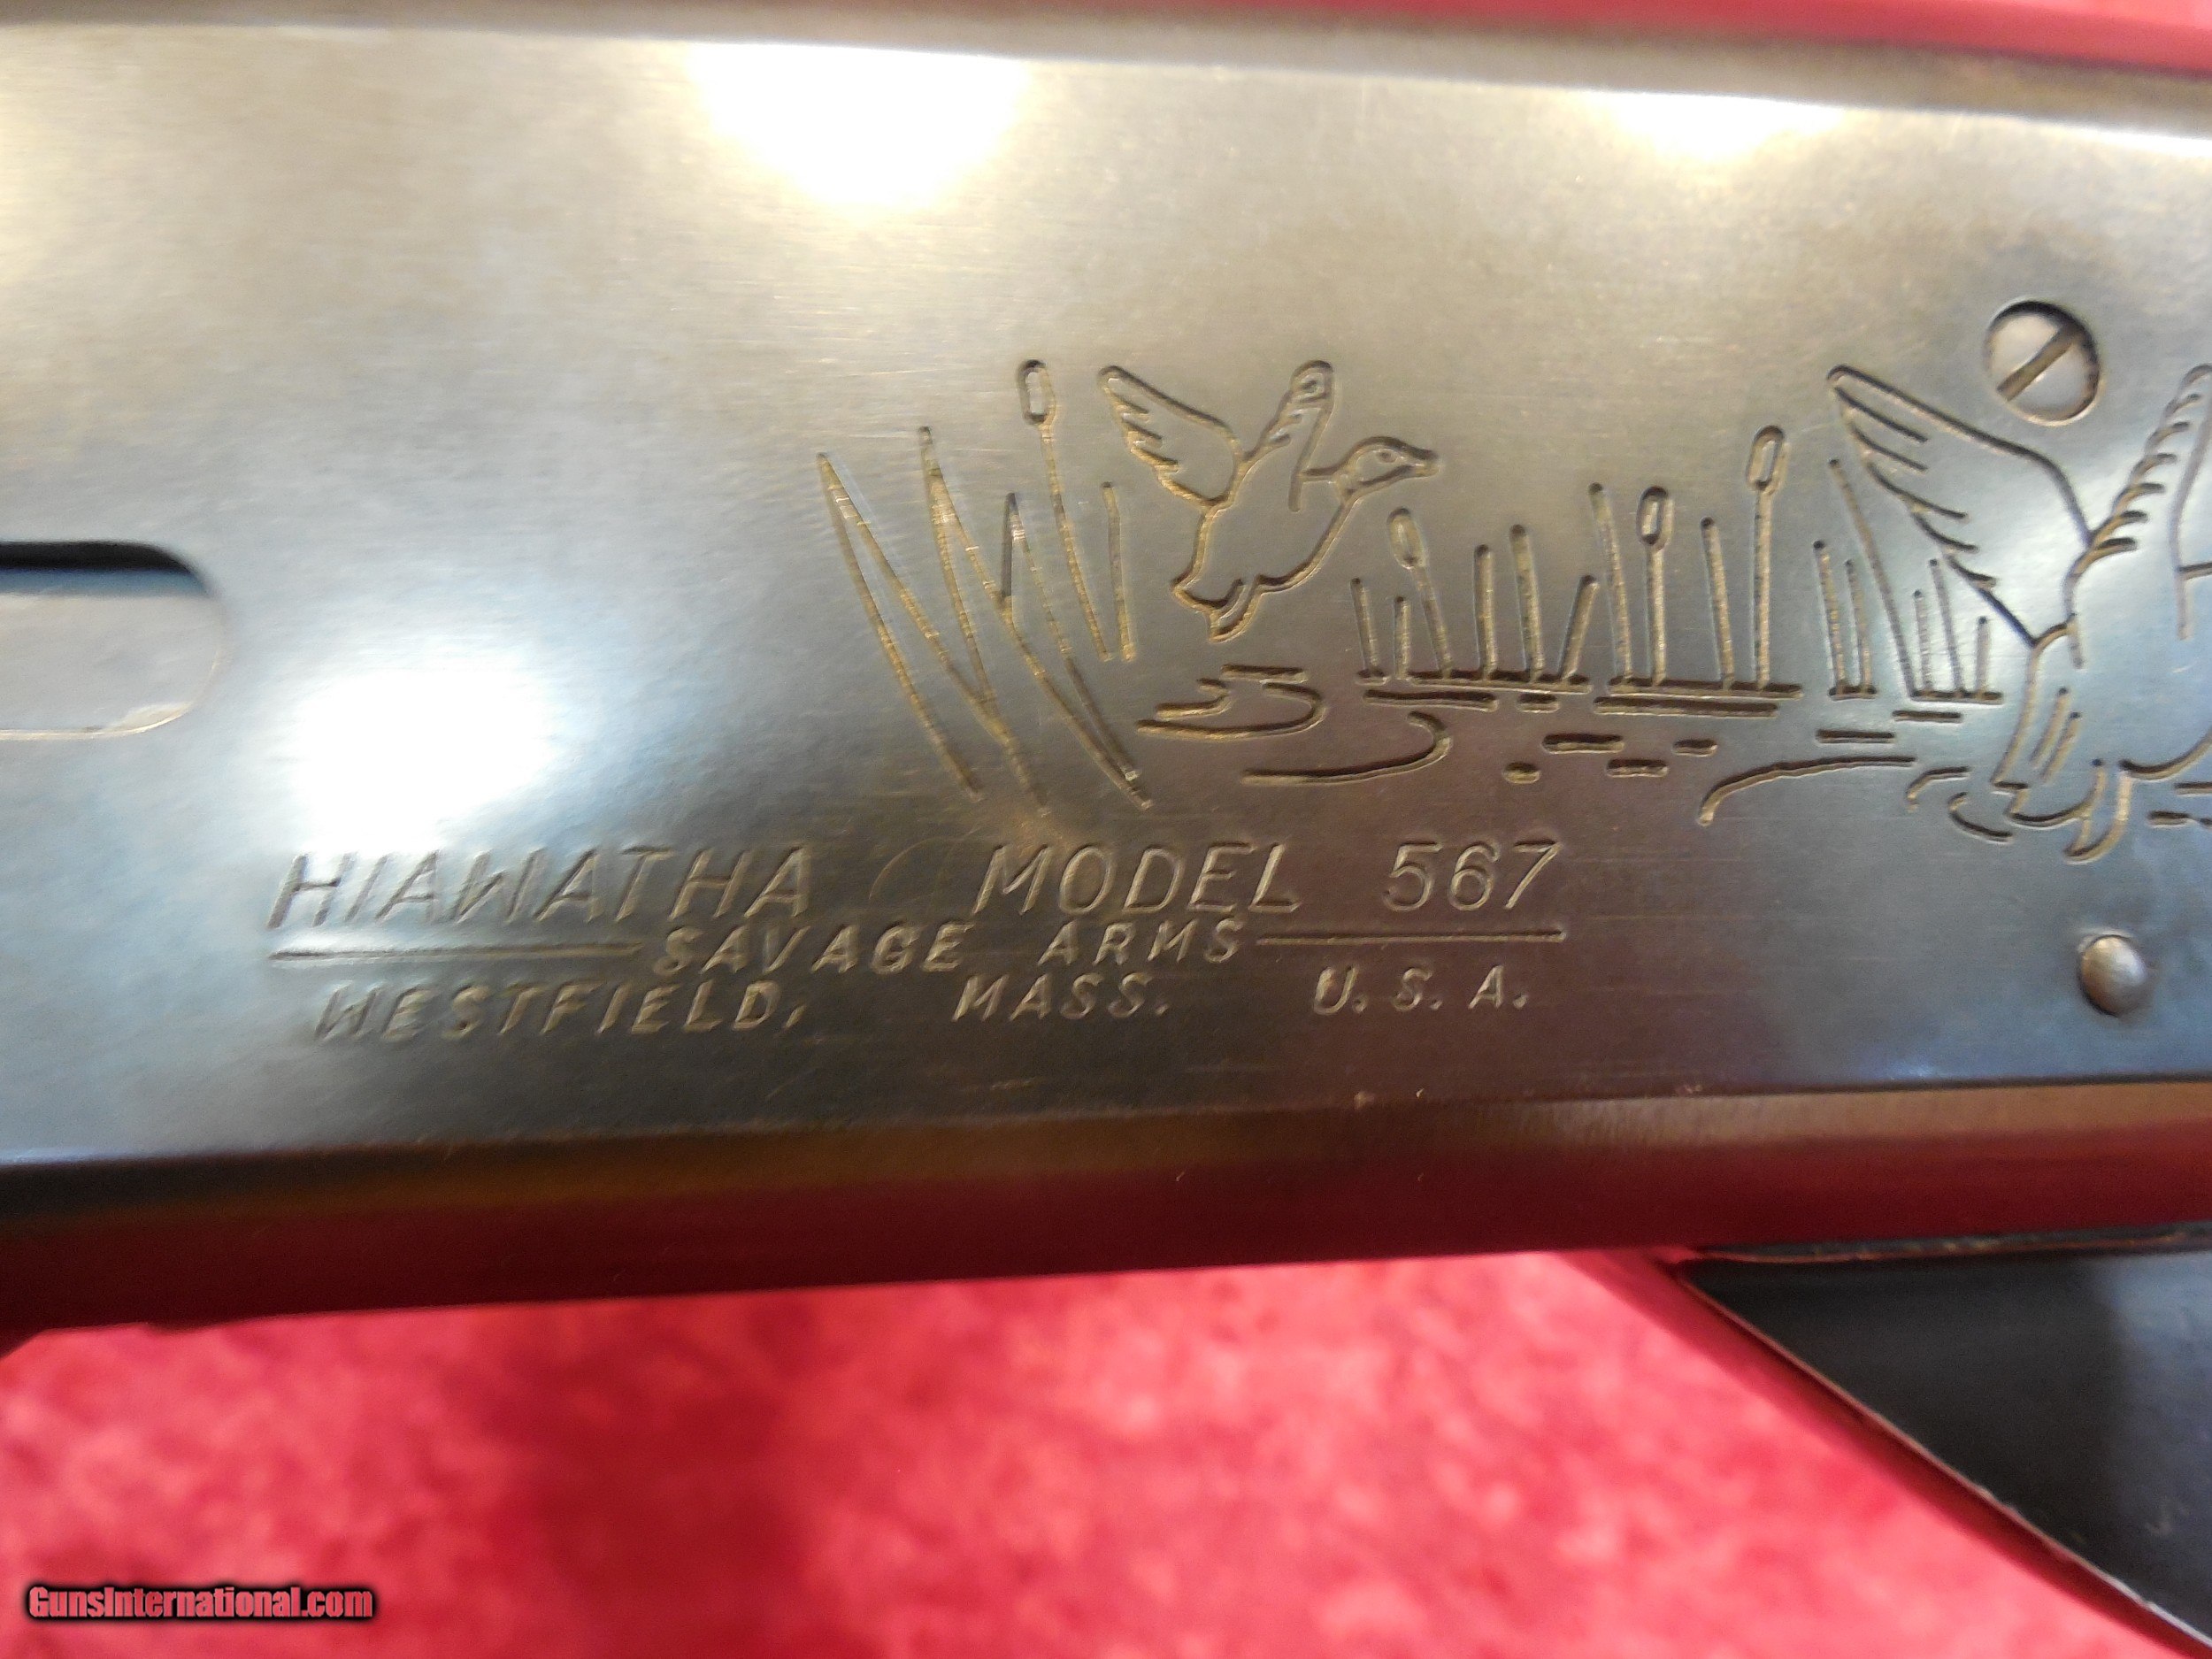 HIAWATHA MODEL 567
SAVAGE ARMS
WESTFIELD, MASS. U.S.A.
GunsInternational.com